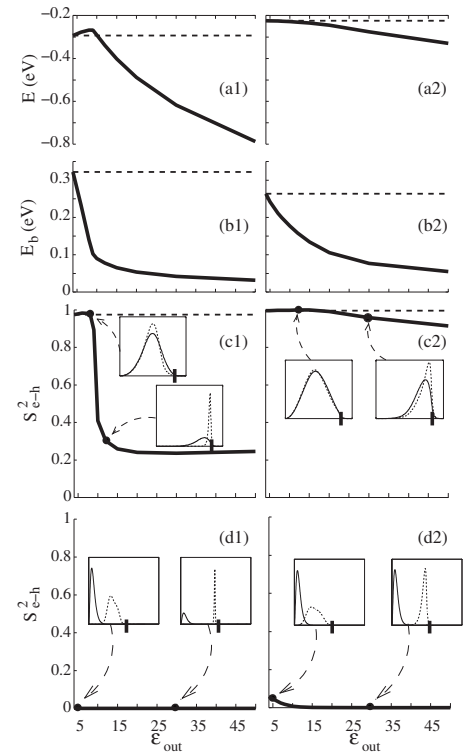 −0.2
−0.4
−0.6
−0.8
E (eV)
(a1)
(a2)
0.3
0.2
0.1
0
E_b (eV)
(b1)
(b2)
1
0.8
0.6
0.4
0.2
0
S²_e−h
(c1)
(c2)
1
0.8
0.6
0.4
0.2
0
S²_e−h
(d1)
(d2)
5 15 25 35 45
5 15 25 35 45
ε_out
ε_out